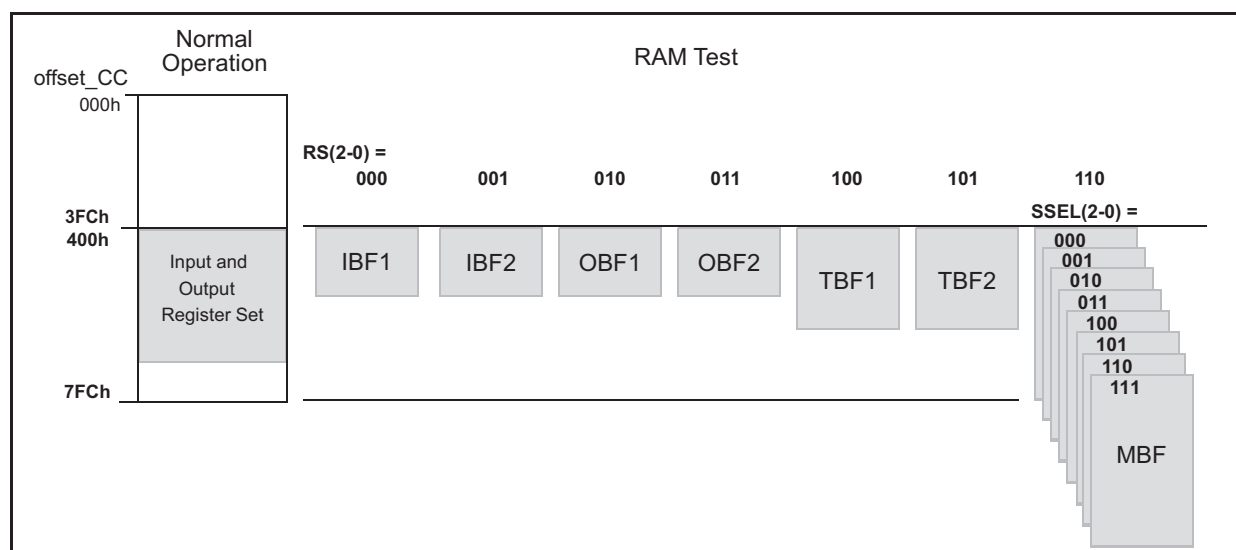 Normal
Operation
RAM Test
offset_CC
000h
RS(2-0) =
000 001 010 011 100 101 110
3FCh
SSEL(2-0) =
400h
Input and
Output
Register Set
IBF1 IBF2 OBF1 OBF2 TBF1 TBF2
000
001
010
011
100
101
110
111
7FCh
MBF